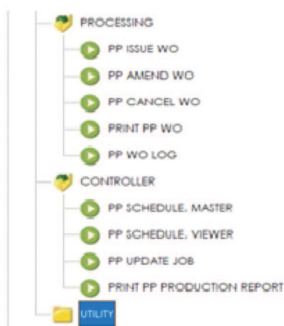 PROCESSING
PP ISSUE WO
PP AMEND WO
PP CANCEL WO
PRINT PP WO
PP WO LOG
CONTROLLER
PP SCHEDULE, MASTER
PP SCHEDULE, VIEWER
PP UPDATE JOB
PRINT PP PRODUCTION REPORT
UTILITY